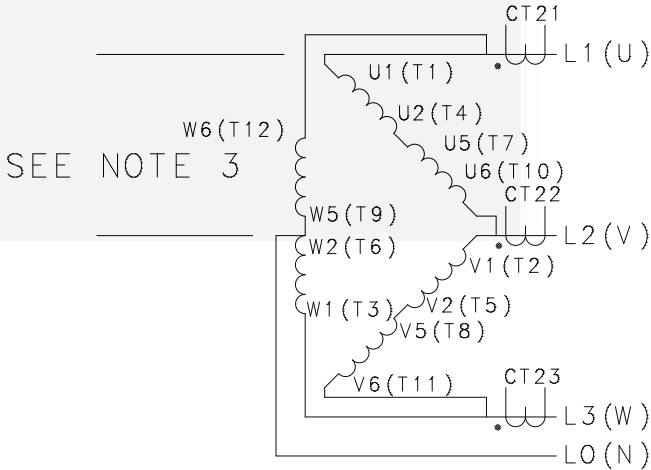 CT21
L1(U)
U1(T1)
U2(T4)
W6(T12)
U5(T7)
SEE NOTE 3
U6(T10)
CT22
W5(T9)
L2(V)
W2(T6)
V1(T2)
W1(T3)
V2(T5)
V5(T8)
V6(T11)
CT23
L3(W)
L0(N)